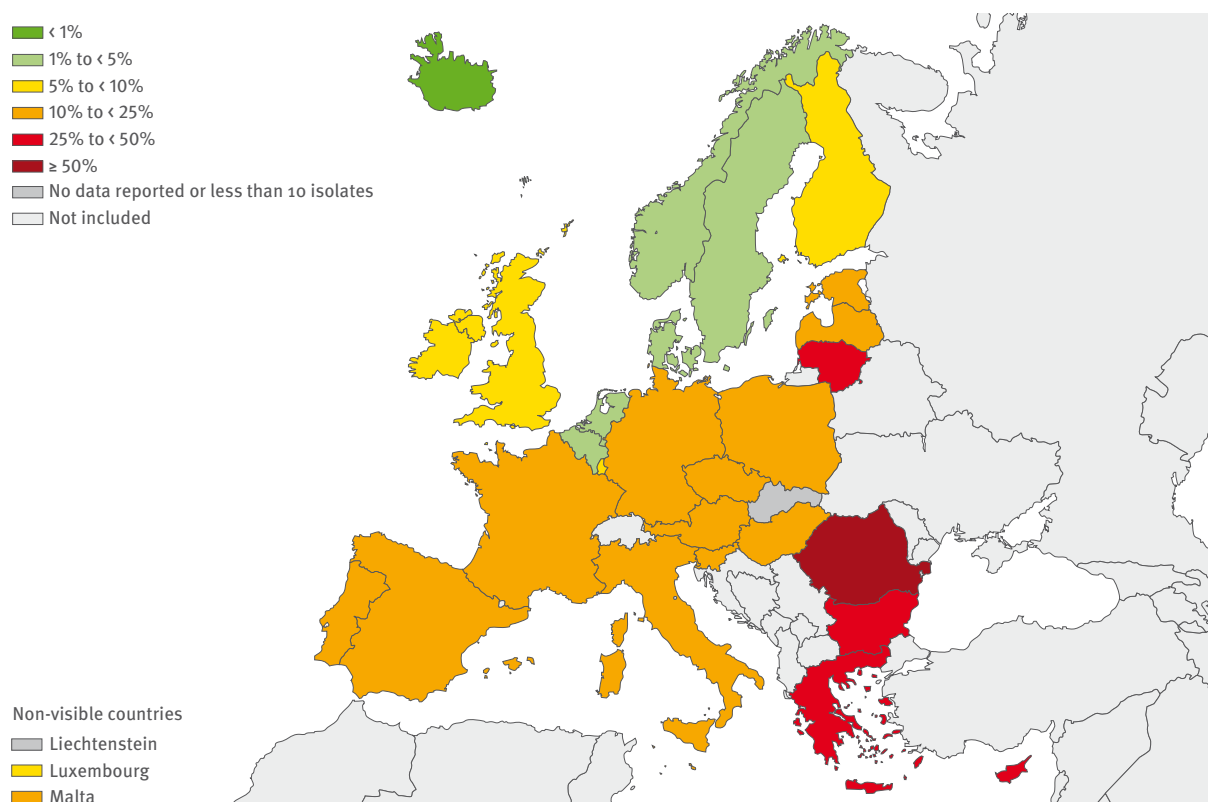 < 1%
1% to < 5%
5% to < 10%
10% to < 25%
25% to < 50%
≥ 50%
No data reported or less than 10 isolates
Not included
Non-visible countries
Liechtenstein
Luxembourg
Malta